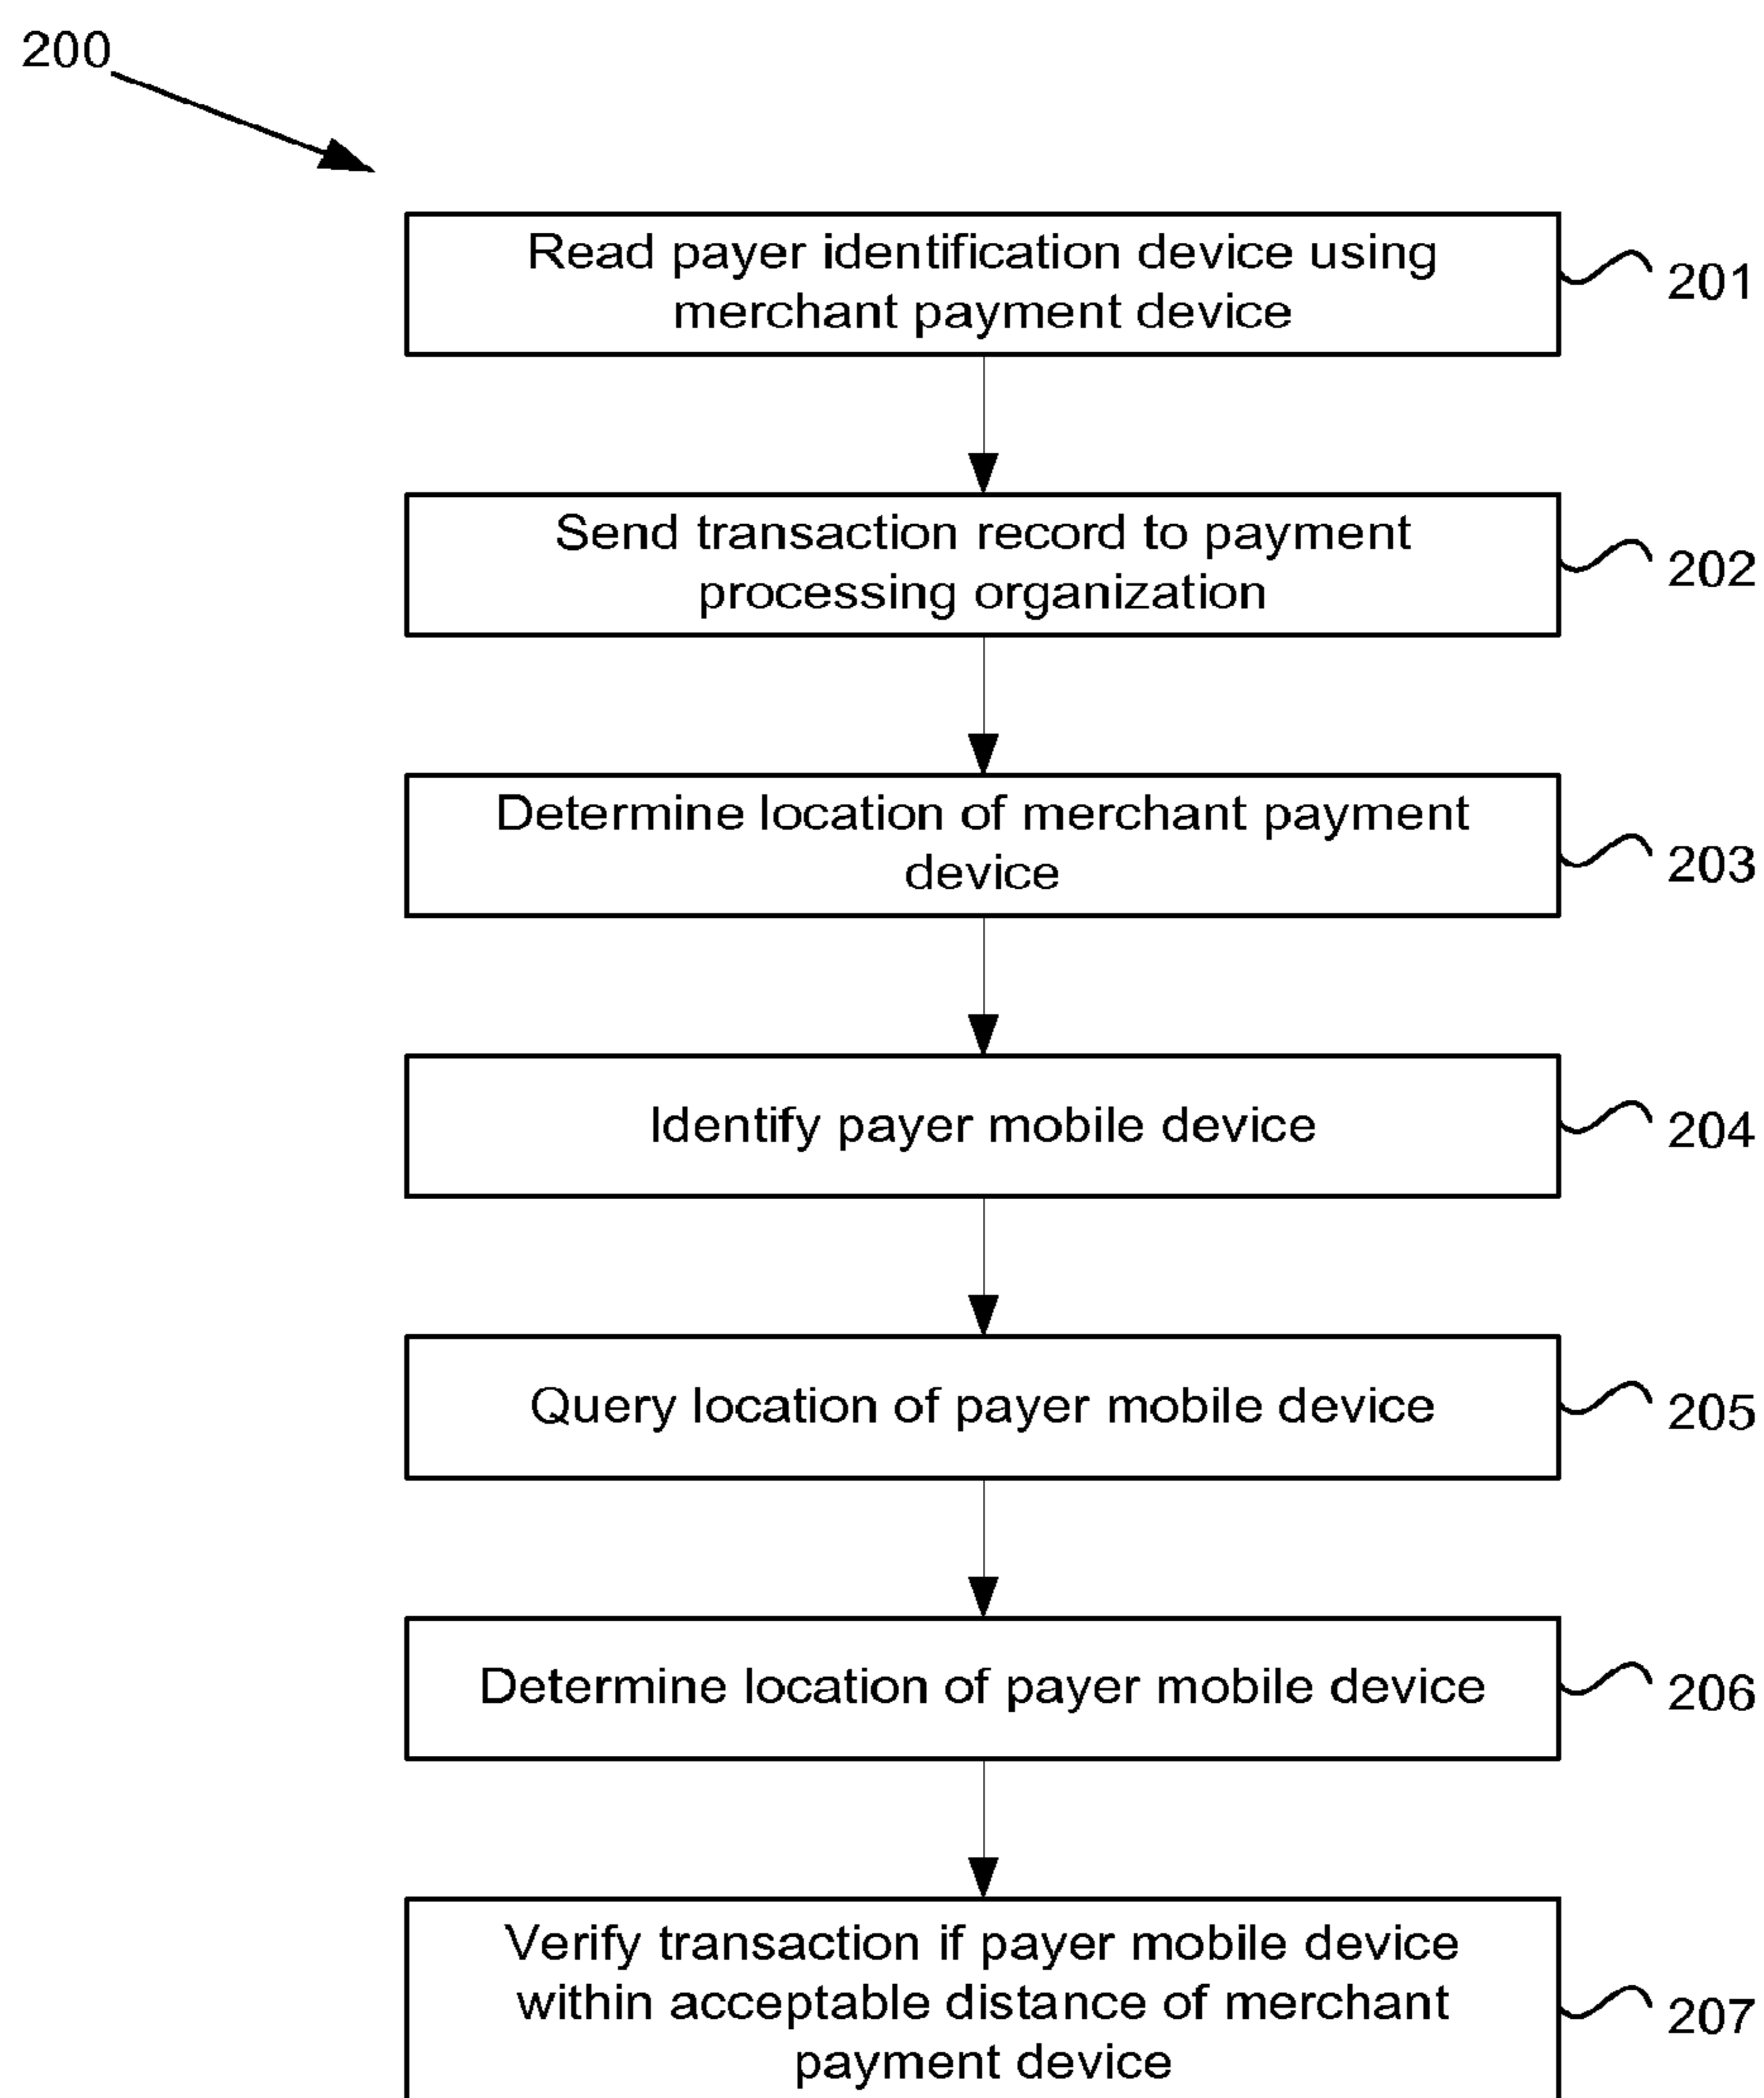 200
Read payer identification device using
merchant payment device
201
Send transaction record to payment
processing organization
202
Determine location of merchant payment
device
203
Identify payer mobile device
204
Query location of payer mobile device
205
Determine location of payer mobile device
206
Verify transaction if payer mobile device
within acceptable distance of merchant
payment device
207